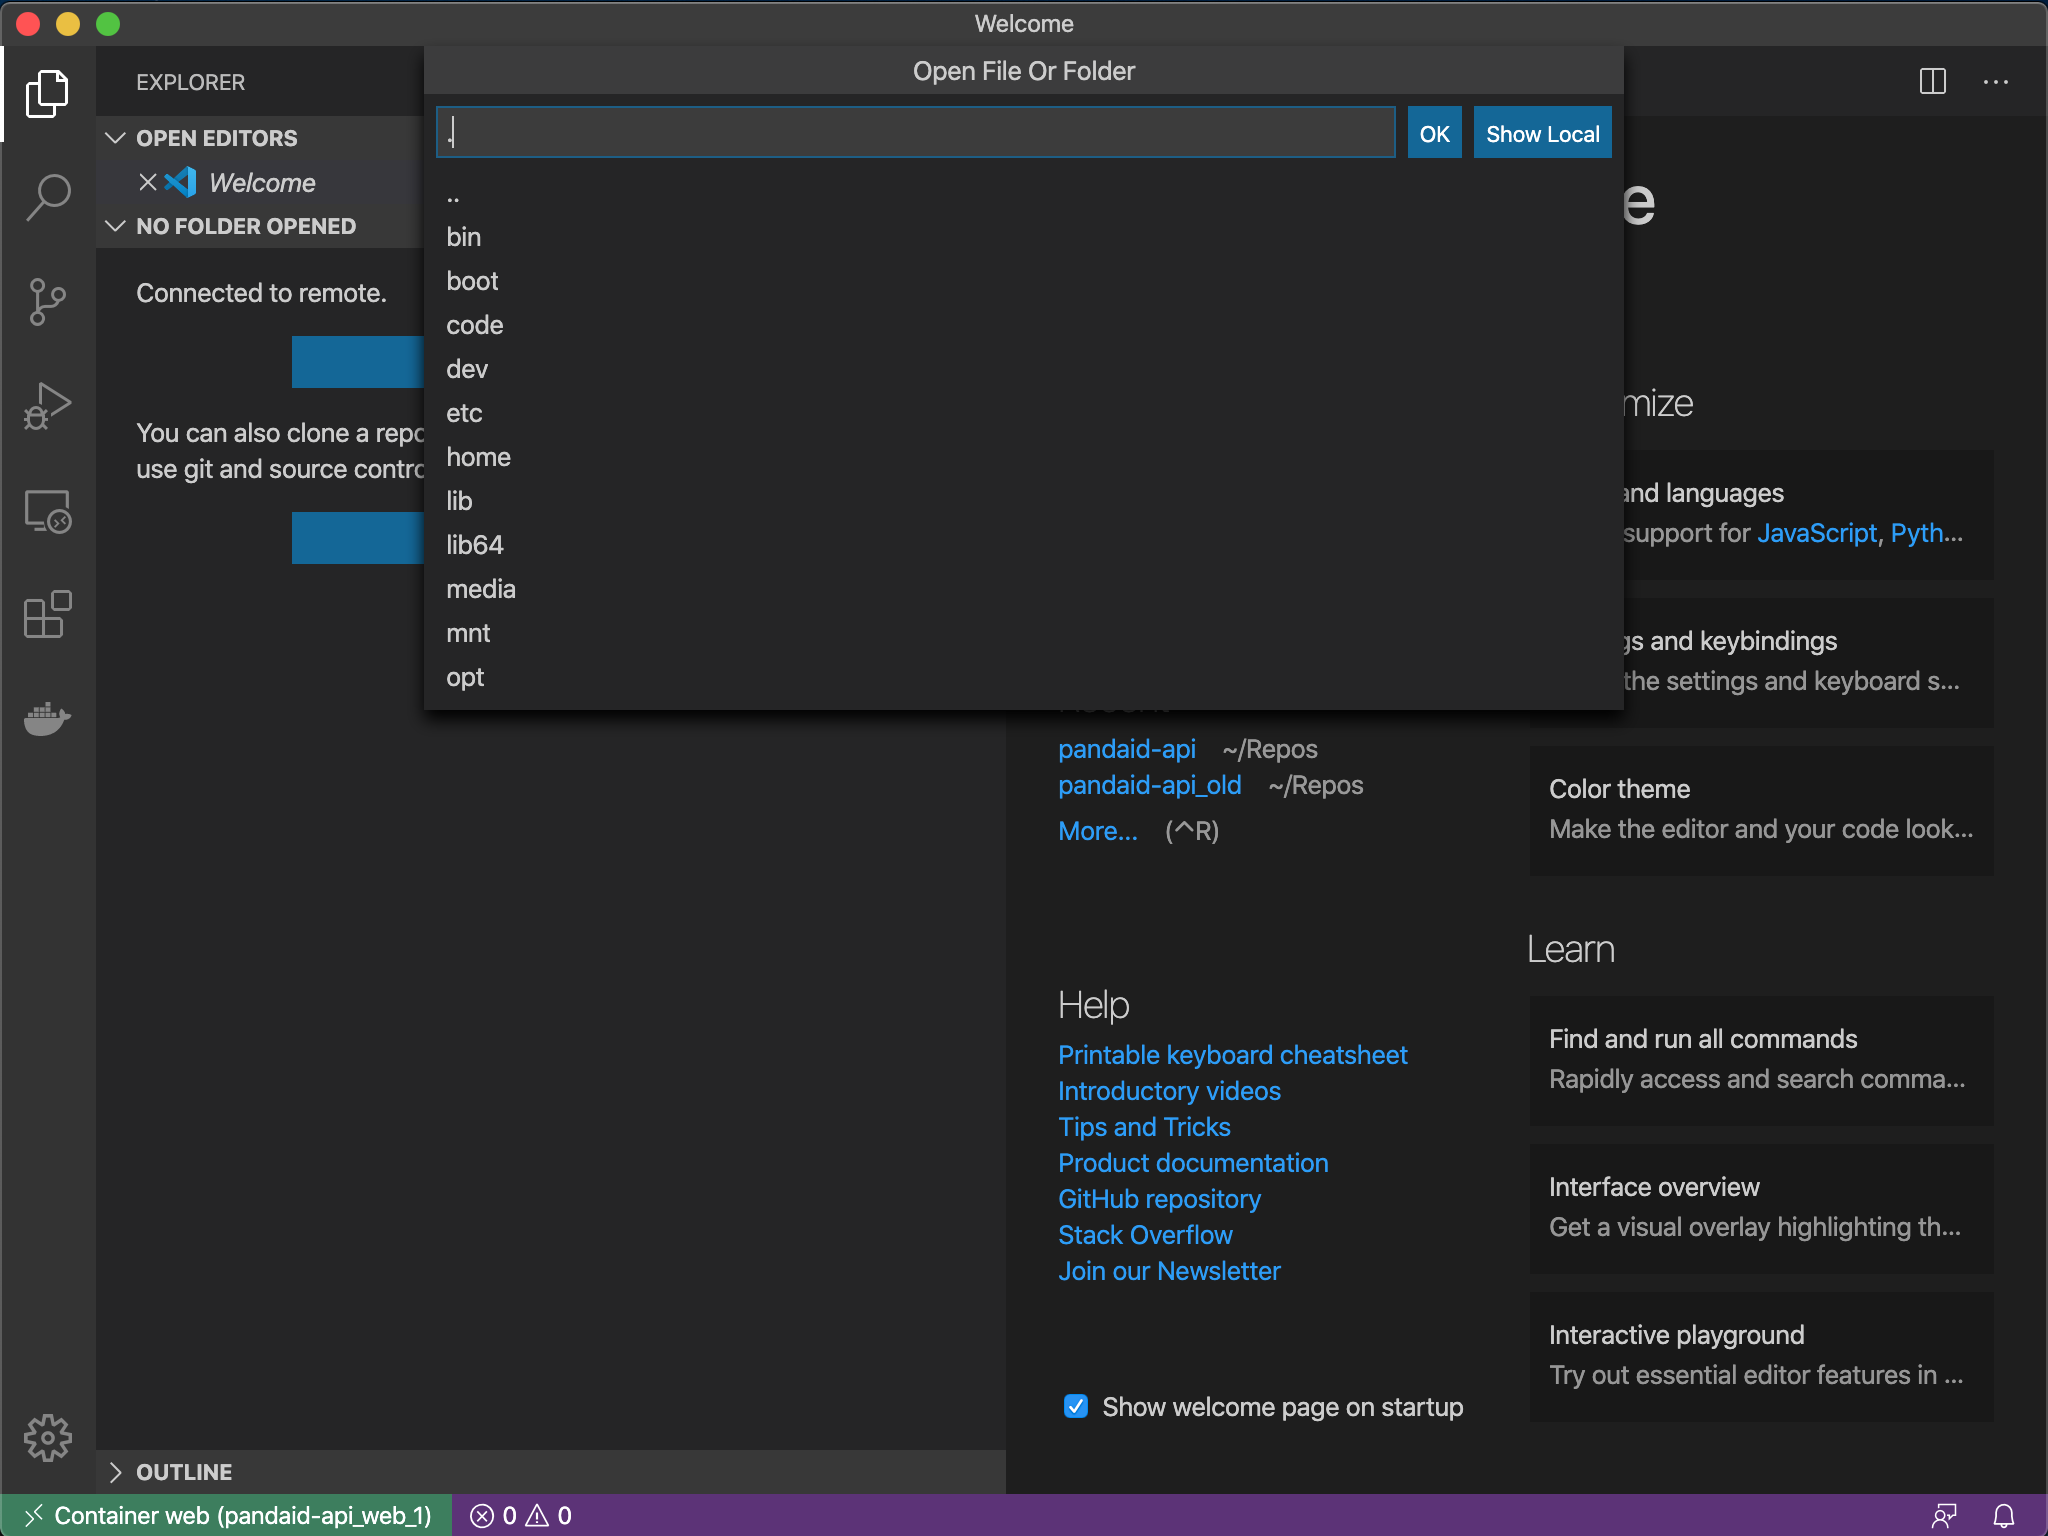 Welcome
Open File Or Folder
.
OK
Show Local
EXPLORER
OPEN EDITORS
Welcome
NO FOLDER OPENED
Connected to remote.
You can also clone a repo
use git and source contro
..
bin
boot
code
dev
etc
home
lib
lib64
media
mnt
opt
pandaid-api ~/Repos
pandaid-api_old ~/Repos
More... (^R)
Help
Printable keyboard cheatsheet
Introductory videos
Tips and Tricks
Product documentation
GitHub repository
Stack Overflow
Join our Newsletter
Show welcome page on startup
e
mize
and languages
support for JavaScript, Pyth...
gs and keybindings
the settings and keyboard s...
Color theme
Make the editor and your code look...
Learn
Find and run all commands
Rapidly access and search comma...
Interface overview
Get a visual overlay highlighting th...
Interactive playground
Try out essential editor features in ...
OUTLINE
Container web (pandaid-api_web_1)
0
0